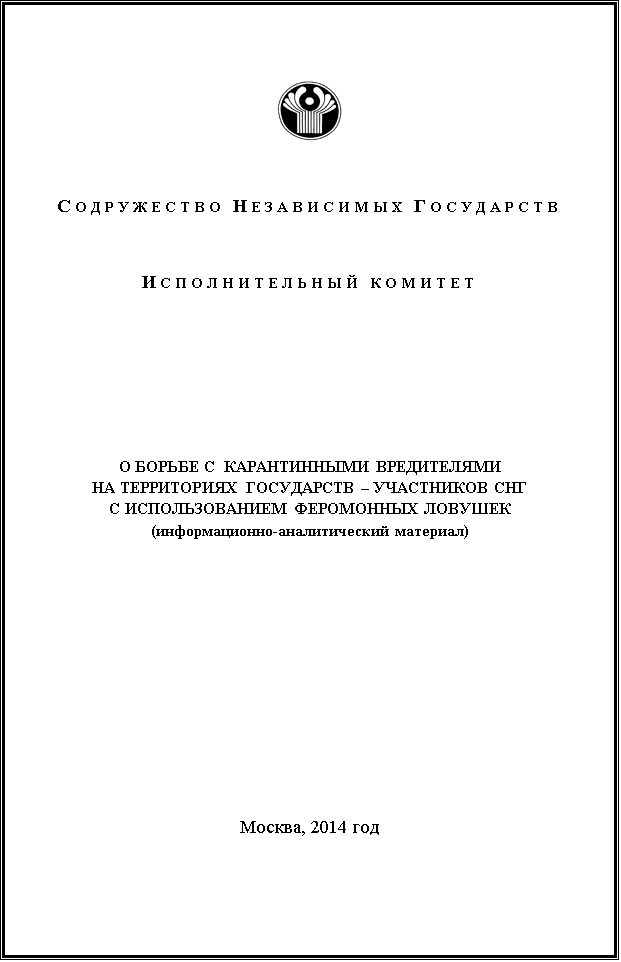 Содружество Независимых Государств
Исполнительный комитет
О БОРЬБЕ С КАРАНТИННЫМИ ВРЕДИТЕЛЯМИ
НА ТЕРРИТОРИЯХ ГОСУДАРСТВ – УЧАСТНИКОВ СНГ
С ИСПОЛЬЗОВАНИЕМ ФЕРОМОННЫХ ЛОВУШЕК
(информационно-аналитический материал)
Москва, 2014 год